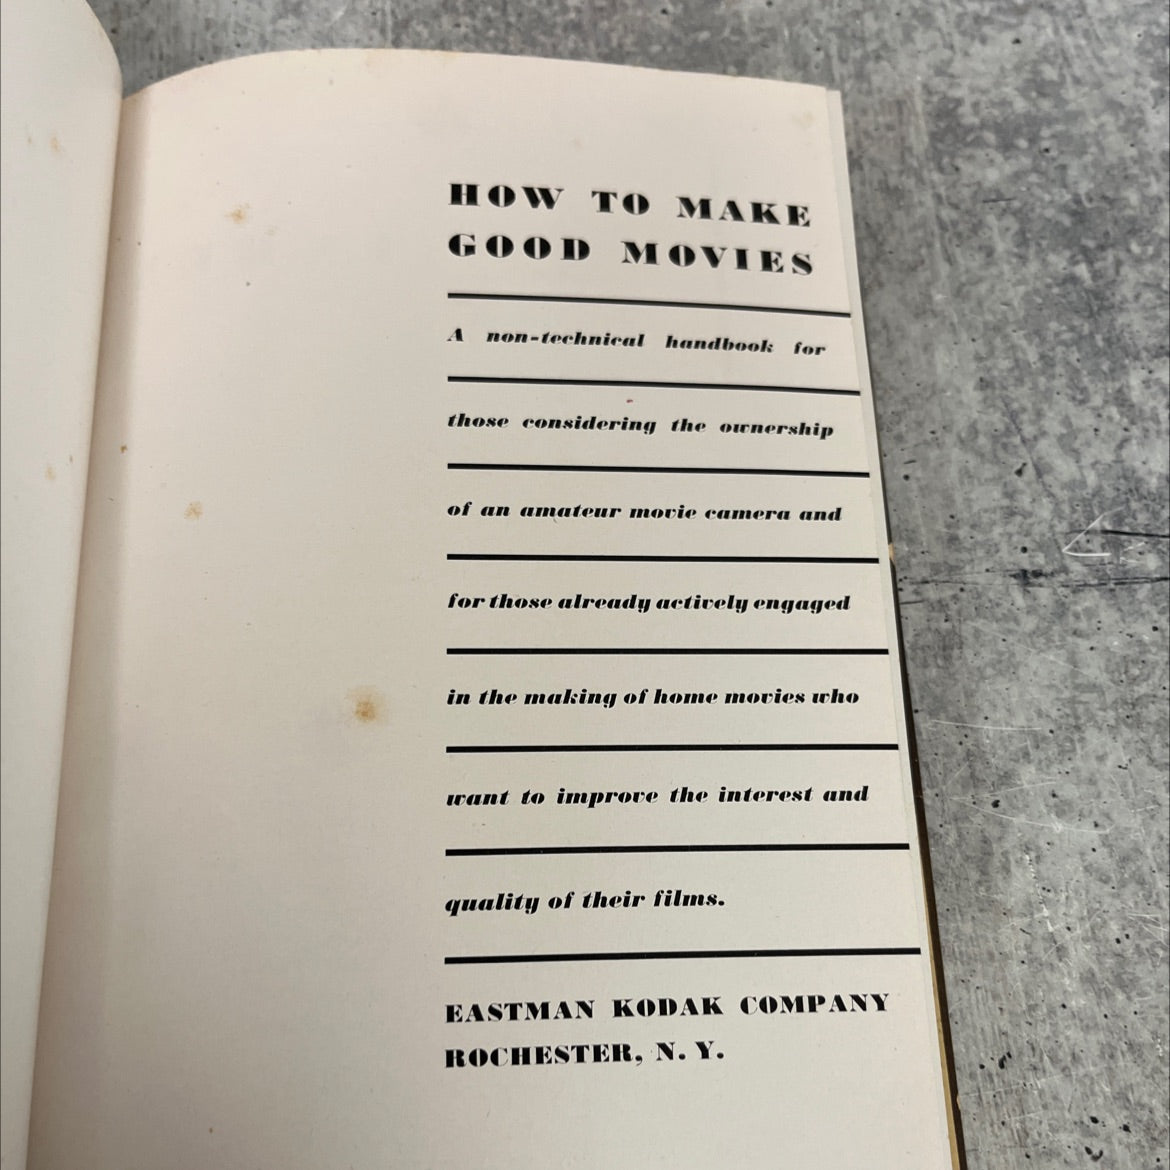 HOW TO MAKE
GOOD MOVIES
A non-technical handbook for
those considering the ownership
of an amateur movie camera and
for those already actively engaged
in the making of home movies who
want to improve the interest and
quality of their films.
EASTMAN KODAK COMPANY
ROCHESTER, N. Y.